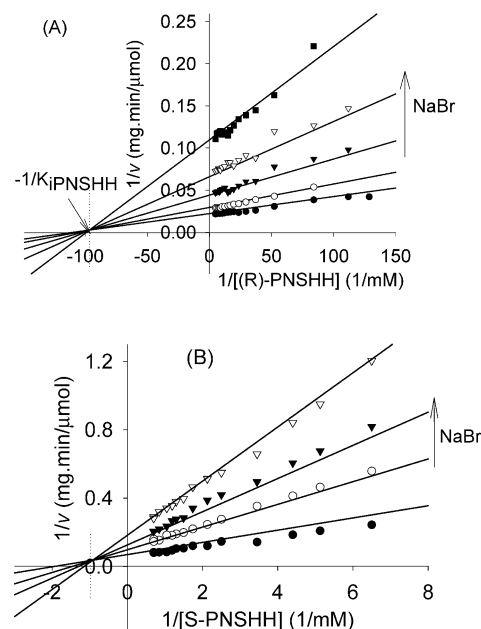 (A)
0.25
0.20
0.15
0.10
0.05
0.00
1/v (mg.min/μmol)
NaBr
-1/KiPNSHH
-100 -50 0 50 100 150
1/[(R)-PNSHH] (1/mM)
(B)
1.2
0.8
0.4
0.0
1/v (mg.min/μmol)
NaBr
-2 0 2 4 6 8
1/[S-PNSHH] (1/mM)